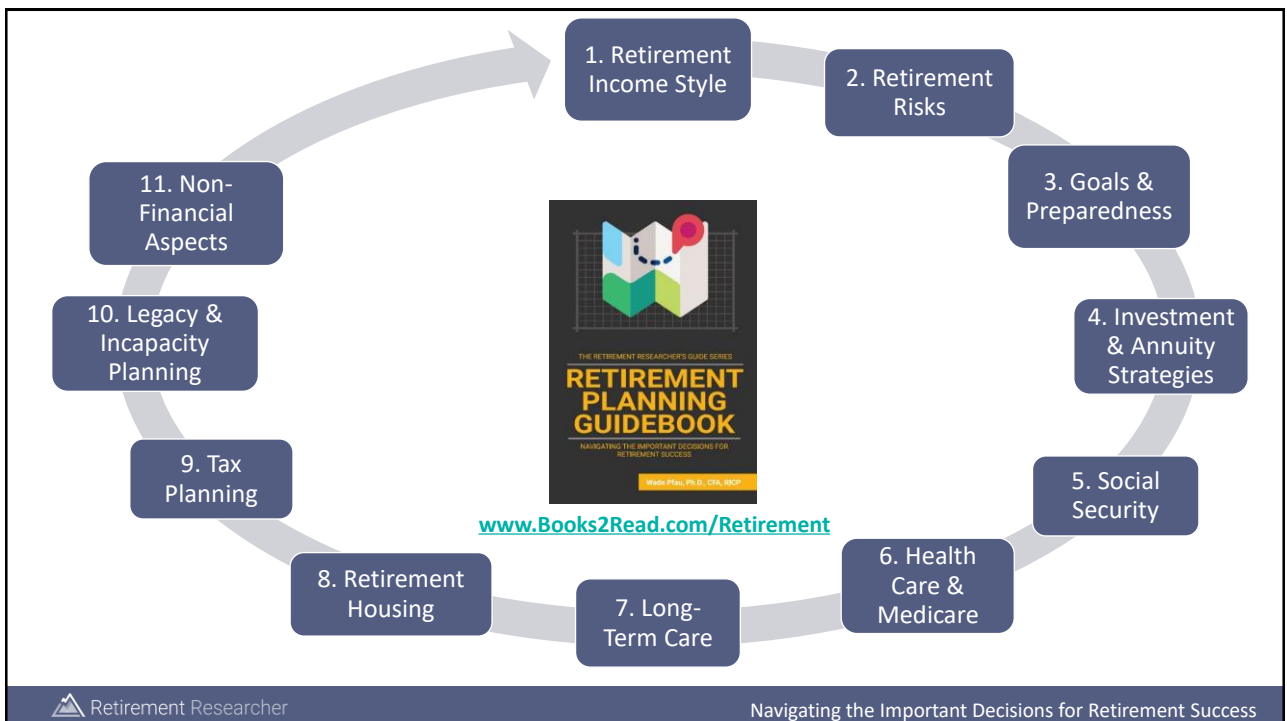 1. Retirement
Income Style
2. Retirement
Risks
3. Goals &
Preparedness
4. Investment
& Annuity
Strategies
5. Social
Security
6. Health
Care &
Medicare
7. Long-
Term Care
8. Retirement
Housing
9. Tax
Planning
10. Legacy &
Incapacity
Planning
11. Non-
Financial
Aspects
THE RETIREMENT RESEARCHER'S GUIDE SERIES
RETIREMENT
PLANNING
GUIDEBOOK
NAVIGATING THE IMPORTANT DECISIONS FOR
RETIREMENT SUCCESS
Wade Pfau, Ph.D., CFA, RICP
www.Books2Read.com/Retirement
Retirement Researcher
Navigating the Important Decisions for Retirement Success